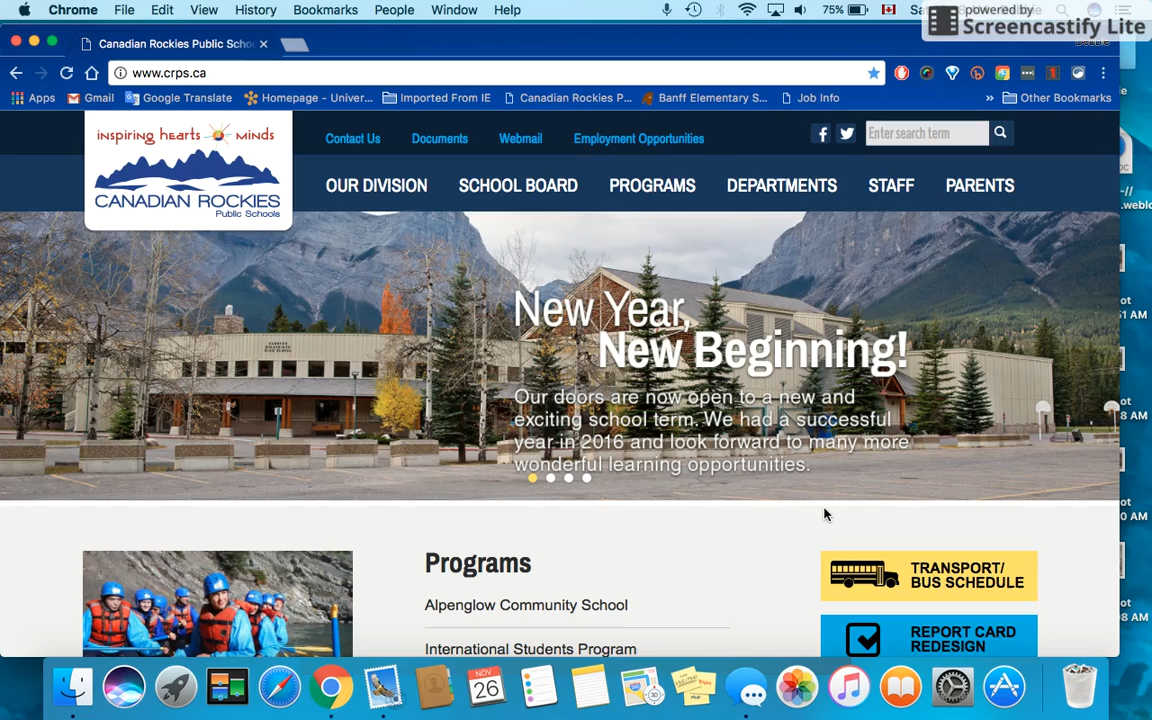 Chrome File Edit View History Bookmarks People Window Help 75%
powered by
Screencastify Lite
Canadian Rockies Public Scho
www.crps.ca
Apps Gmail Google Translate Homepage - Univer... Imported From IE Canadian Rockies P... Banff Elementary S... Job Info » Other Bookmarks
inspiring hearts minds
CANADIAN ROCKIES
Public Schools
Contact Us Documents Webmail Employment Opportunities Enter search term
OUR DIVISION SCHOOL BOARD PROGRAMS DEPARTMENTS STAFF PARENTS
New Year,
New Beginning!
Our doors are now open to a new and
exciting school term. We had a successful
year in 2016 and look forward to many more
wonderful learning opportunities.
Programs
Alpenglow Community School
International Students Program
TRANSPORT/
BUS SCHEDULE
REPORT CARD
REDESIGN
NOV
26